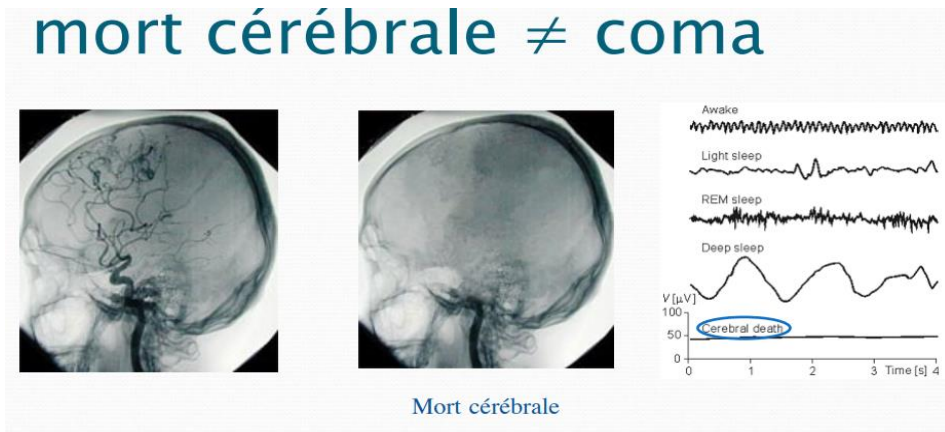 mort cérébrale ≠ coma
Awake
Light sleep
REM sleep
Deep sleep
V [µV]
100
50
Cerebral death
0
0 1 2 3 Time [s] 4
Mort cérébrale